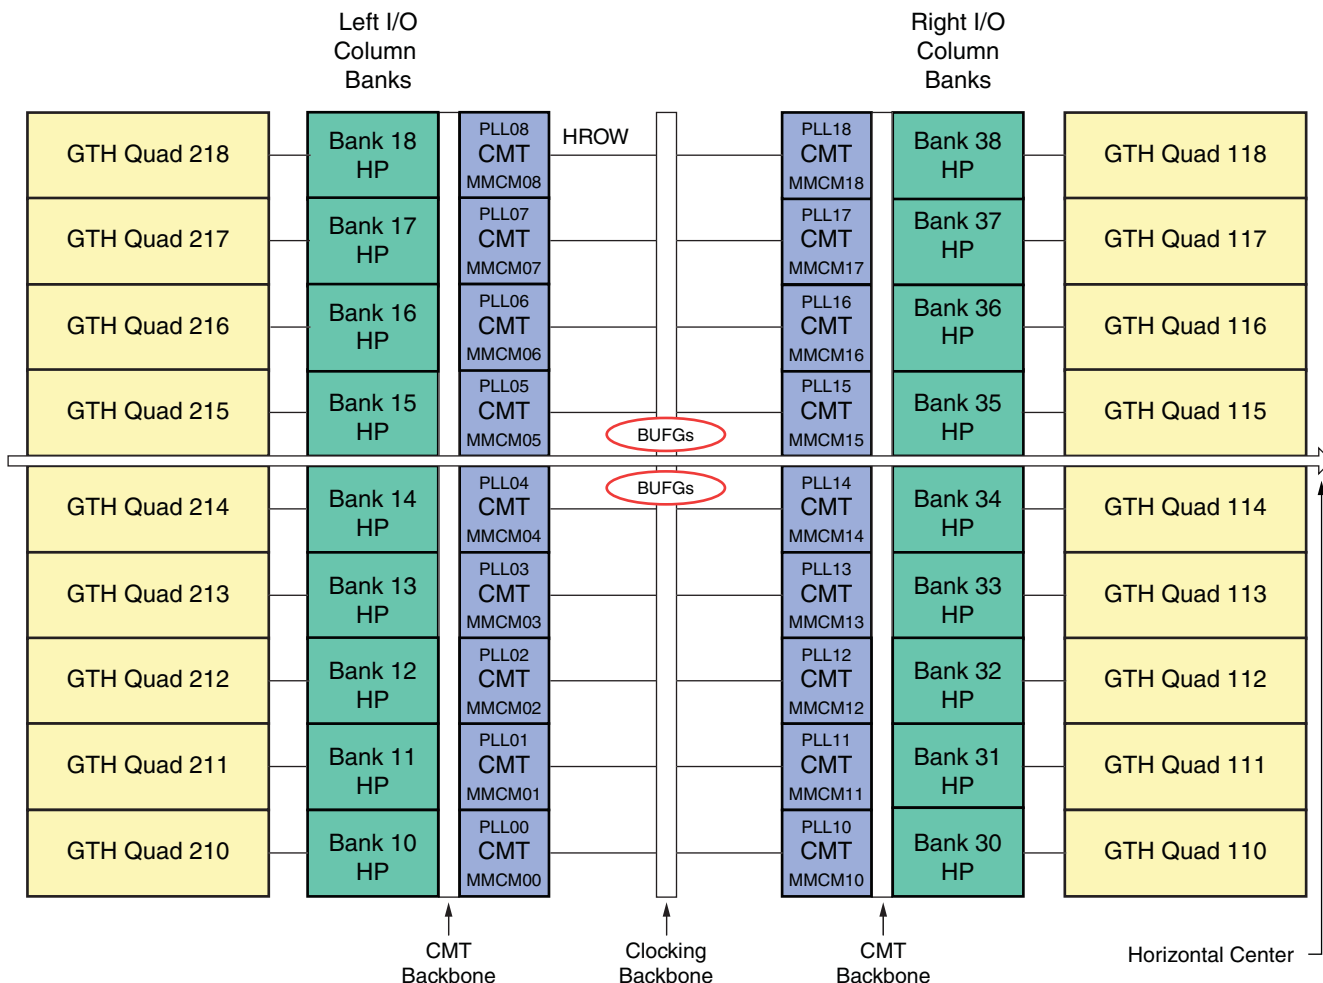 Left I/O
Column
Banks
Right I/O
Column
Banks
GTH Quad 218
Bank 18
HP
PLL08
CMT
MMCM08
HROW
PLL18
CMT
MMCM18
Bank 38
HP
GTH Quad 118
GTH Quad 217
Bank 17
HP
PLL07
CMT
MMCM07
PLL17
CMT
MMCM17
Bank 37
HP
GTH Quad 117
GTH Quad 216
Bank 16
HP
PLL06
CMT
MMCM06
PLL16
CMT
MMCM16
Bank 36
HP
GTH Quad 116
GTH Quad 215
Bank 15
HP
PLL05
CMT
MMCM05
BUFGs
PLL15
CMT
MMCM15
Bank 35
HP
GTH Quad 115
GTH Quad 214
Bank 14
HP
PLL04
CMT
MMCM04
BUFGs
PLL14
CMT
MMCM14
Bank 34
HP
GTH Quad 114
GTH Quad 213
Bank 13
HP
PLL03
CMT
MMCM03
PLL13
CMT
MMCM13
Bank 33
HP
GTH Quad 113
GTH Quad 212
Bank 12
HP
PLL02
CMT
MMCM02
PLL12
CMT
MMCM12
Bank 32
HP
GTH Quad 112
GTH Quad 211
Bank 11
HP
PLL01
CMT
MMCM01
PLL11
CMT
MMCM11
Bank 31
HP
GTH Quad 111
GTH Quad 210
Bank 10
HP
PLL00
CMT
MMCM00
PLL10
CMT
MMCM10
Bank 30
HP
GTH Quad 110
CMT
Backbone
Clocking
Backbone
CMT
Backbone
Horizontal Center